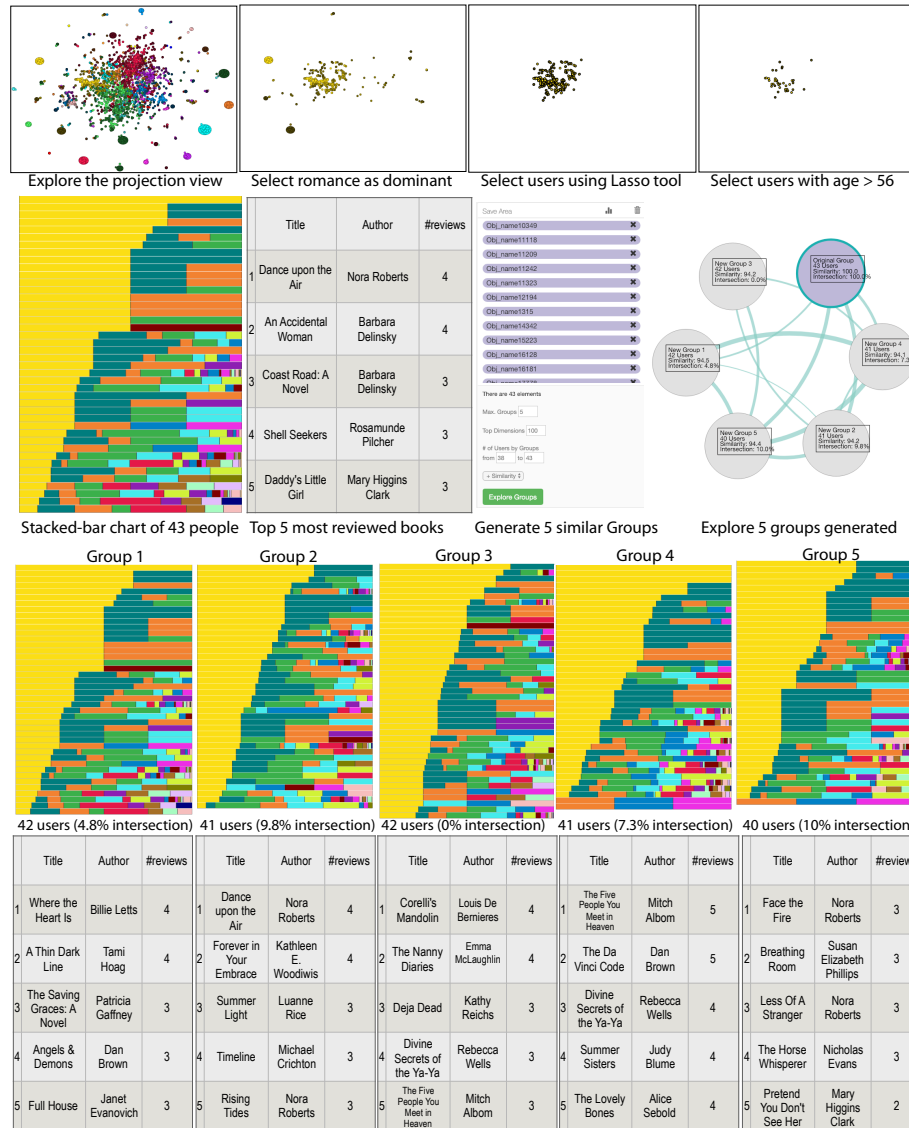 Explore the projection view
Select romance as dominant
Select users using Lasso tool
Select users with age > 56
Title Author #reviews
1 Dance upon the Air Nora Roberts 4
2 An Accidental Woman Barbara Delinsky 4
3 Coast Road: A Novel Barbara Delinsky 3
4 Shell Seekers Rosamunde Pilcher 3
5 Daddy's Little Girl Mary Higgins Clark 3
Save Area
Obj_name10349
Obj_name11118
Obj_name11209
Obj_name11242
Obj_name11323
Obj_name12194
Obj_name1315
Obj_name14342
Obj_name15223
Obj_name16128
Obj_name16181
There are 43 elements
Max. Groups 5
Top Dimensions 100
# of Users by Groups
from 38 to 43
+ Similarity
Explore Groups
New Group 3
42 Users
Similarity: 94.2
Intersection: 0.0%
Original Group
43 Users
Similarity: 100.0
Intersection: 100.0%
New Group 1
42 Users
Similarity: 94.5
Intersection: 4.8%
New Group 4
41 Users
Similarity: 94.1
Intersection: 7.3
New Group 5
40 Users
Similarity: 94.4
Intersection: 10.0%
New Group 2
41 Users
Similarity: 94.2
Intersection: 9.8%
Stacked-bar chart of 43 people
Top 5 most reviewed books
Generate 5 similar Groups
Explore 5 groups generated
Group 1
Group 2
Group 3
Group 4
Group 5
42 users (4.8% intersection)
41 users (9.8% intersection)
42 users (0% intersection)
41 users (7.3% intersection)
40 users (10% intersection
Title Author #reviews
1 Where the Heart Is Billie Letts 4
2 A Thin Dark Line Tami Hoag 4
3 The Saving Graces: A Novel Patricia Gaffney 3
4 Angels & Demons Dan Brown 3
5 Full House Janet Evanovich 3
Title Author #reviews
1 Dance upon the Air Nora Roberts 4
2 Forever in Your Embrace Kathleen E. Woodiwis 4
3 Summer Light Luanne Rice 3
4 Timeline Michael Crichton 3
5 Rising Tides Nora Roberts 3
Title Author #reviews
1 Corelli's Mandolin Louis De Bernieres 4
2 The Nanny Diaries Emma McLaughlin 4
3 Deja Dead Kathy Reichs 3
4 Divine Secrets of the Ya-Ya Rebecca Wells 3
5 The Five People You Meet in Heaven Mitch Albom 3
Title Author #reviews
1 The Five People You Meet in Heaven Mitch Albom 5
2 The Da Vinci Code Dan Brown 5
3 Divine Secrets of the Ya-Ya Rebecca Wells 4
4 Summer Sisters Judy Blume 4
5 The Lovely Bones Alice Sebold 4
Title Author #review
1 Face the Fire Nora Roberts 3
2 Breathing Room Susan Elizabeth Phillips 3
3 Less Of A Stranger Nora Roberts 3
4 The Horse Whisperer Nicholas Evans 3
5 Pretend You Don't See Her Mary Higgins Clark 2